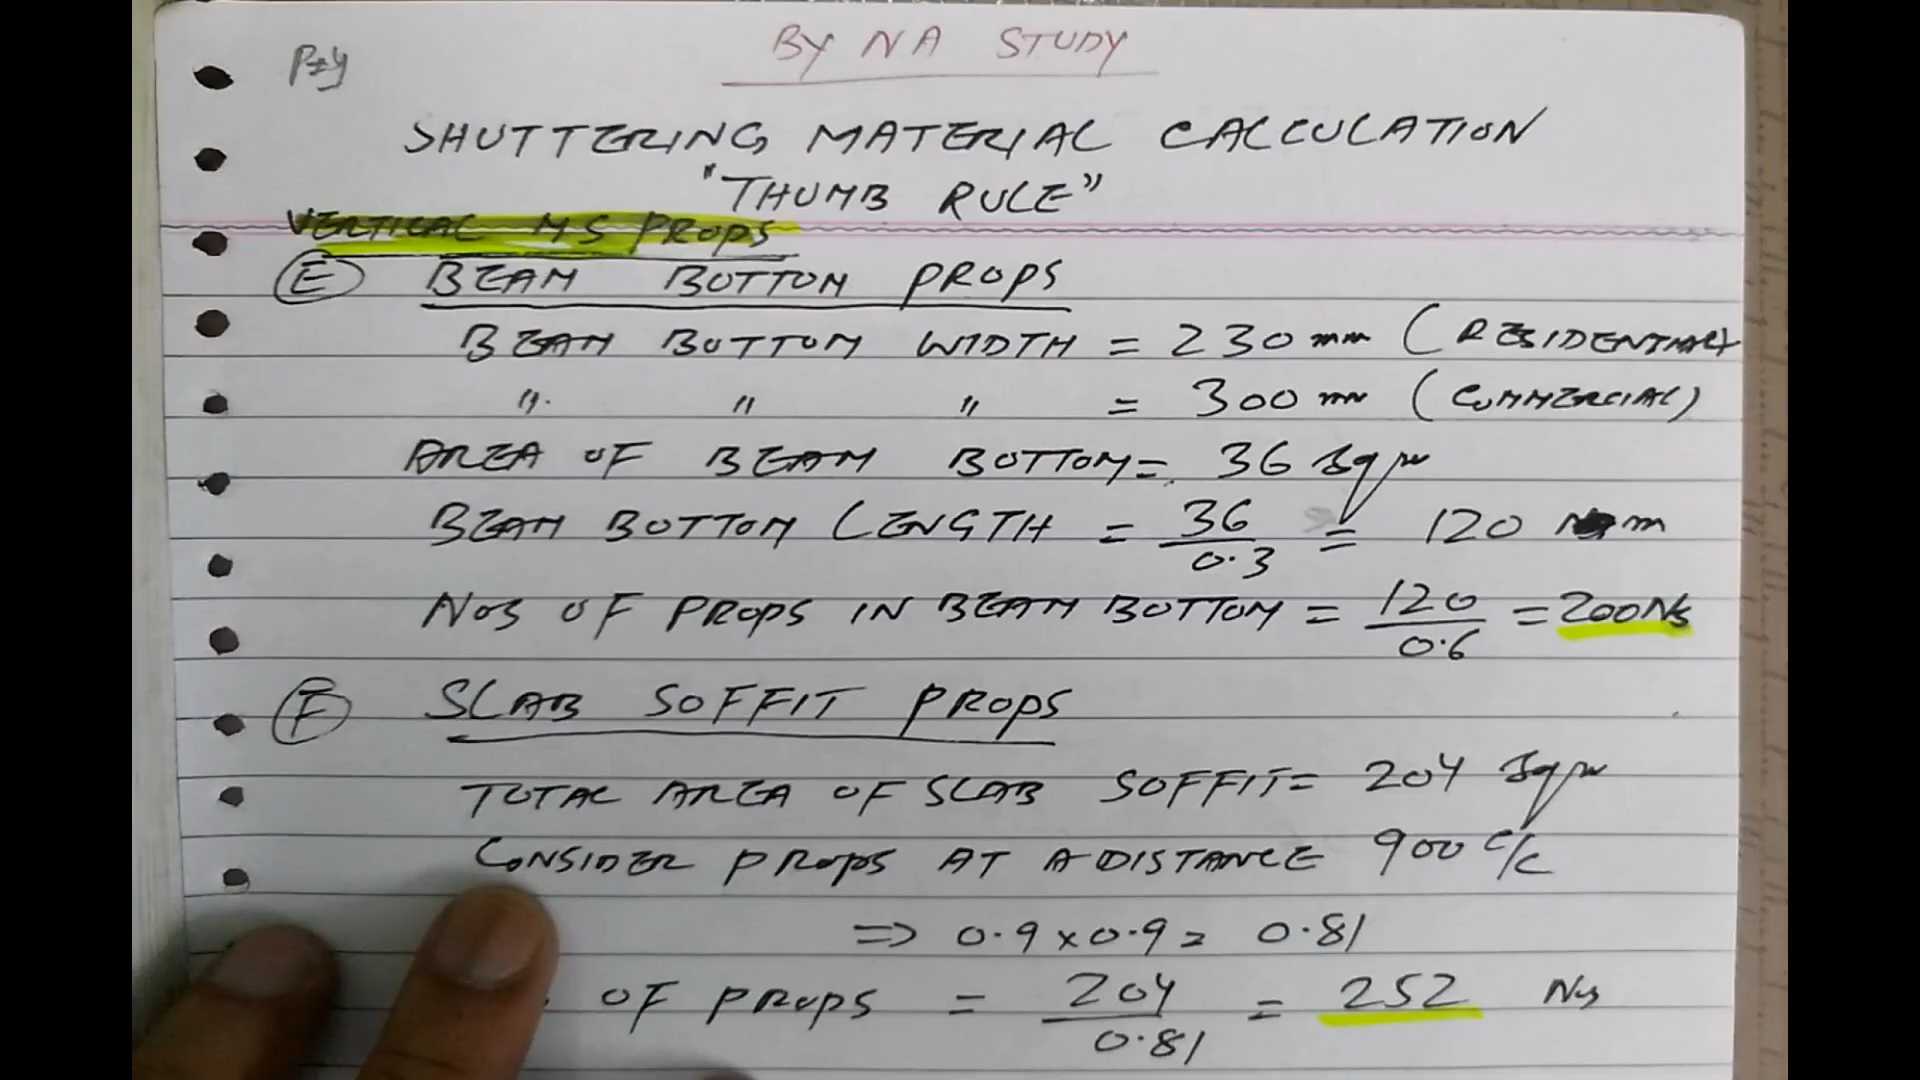 BY NA STUDY
P-4
SHUTTERING MATERIAL CALCULATION
"THUMB RULE"
VERTICAL MS PROPS
(E) BEAM BOTTOM PROPS
BEAM BOTTOM WIDTH = 230 mm (RESIDENTIAL)
" " " = 300 mm (COMMERCIAL)
AREA OF BEAM BOTTOM = 36 Sqm
BEAM BOTTOM LENGTH = 36/0.3 = 120 m
Nos OF PROPS IN BEAM BOTTOM = 120/0.6 = 200 Ns
(F) SLAB SOFFIT PROPS
TOTAL AREA OF SLAB SOFFIT = 204 Sqm
CONSIDER PROPS AT A DISTANCE 900 c/c
⇒ 0.9 x 0.9 = 0.81
OF PROPS = 204/0.81 = 252 Nos